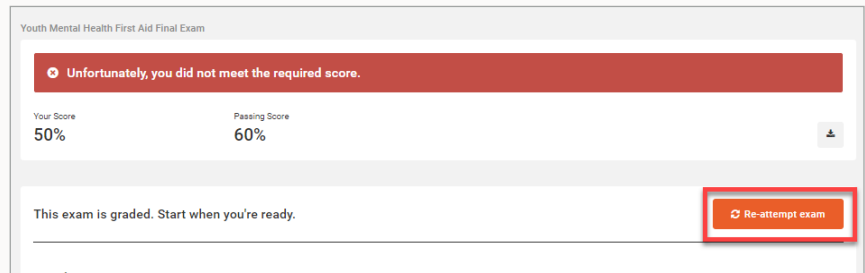 Youth Mental Health First Aid Final Exam
Unfortunately, you did not meet the required score.
Your Score
Passing Score
50%
60%
This exam is graded. Start when you're ready.
Re-attempt exam